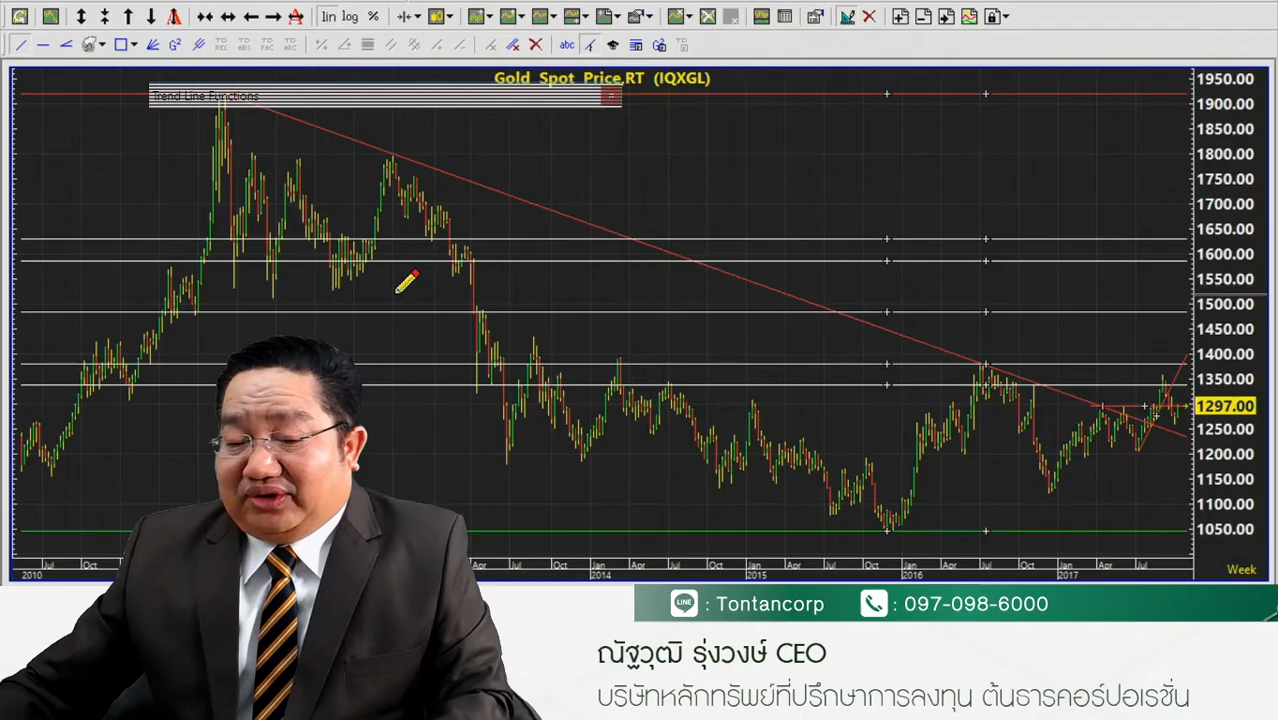 lin log %
abc
Gold Spot Price,RT (IQXGL)
Trend Line Functions
1950.00
1900.00
1850.00
1800.00
1750.00
1700.00
1650.00
1600.00
1550.00
1500.00
1450.00
1400.00
1350.00
1297.00
1250.00
1200.00
1150.00
1100.00
1050.00
Jul Oct Apr Jul Oct Jan Apr Jul Oct Jan Apr Jul Oct Jan Apr Jul
2010 2014 2015 2016 2017
Week
LINE : Tontancorp : 097-098-6000
ณัฐวุฒิ รุ่งวงษ์ CEO
บริษัทหลักทรัพย์ที่ปรึกษาการลงทุน ต้นธารคอร์ปอเรชั่น